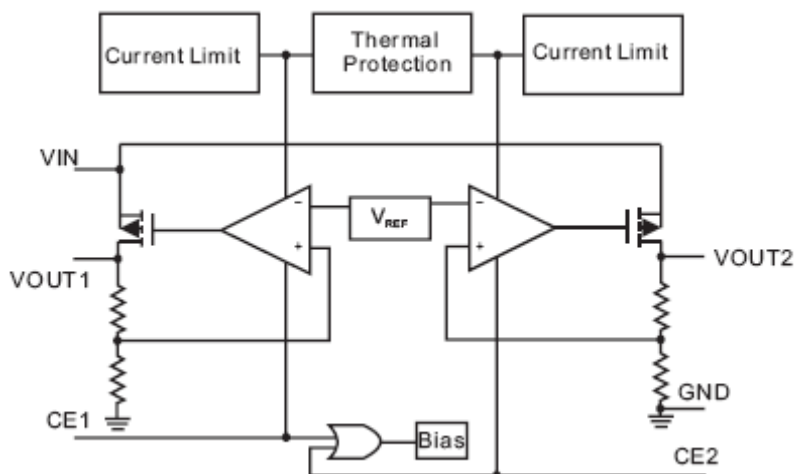 Current Limit
Thermal
Protection
Current Limit
VIN
−
VREF
−
+
+
VOUT1
VOUT2
GND
CE1
Bias
CE2